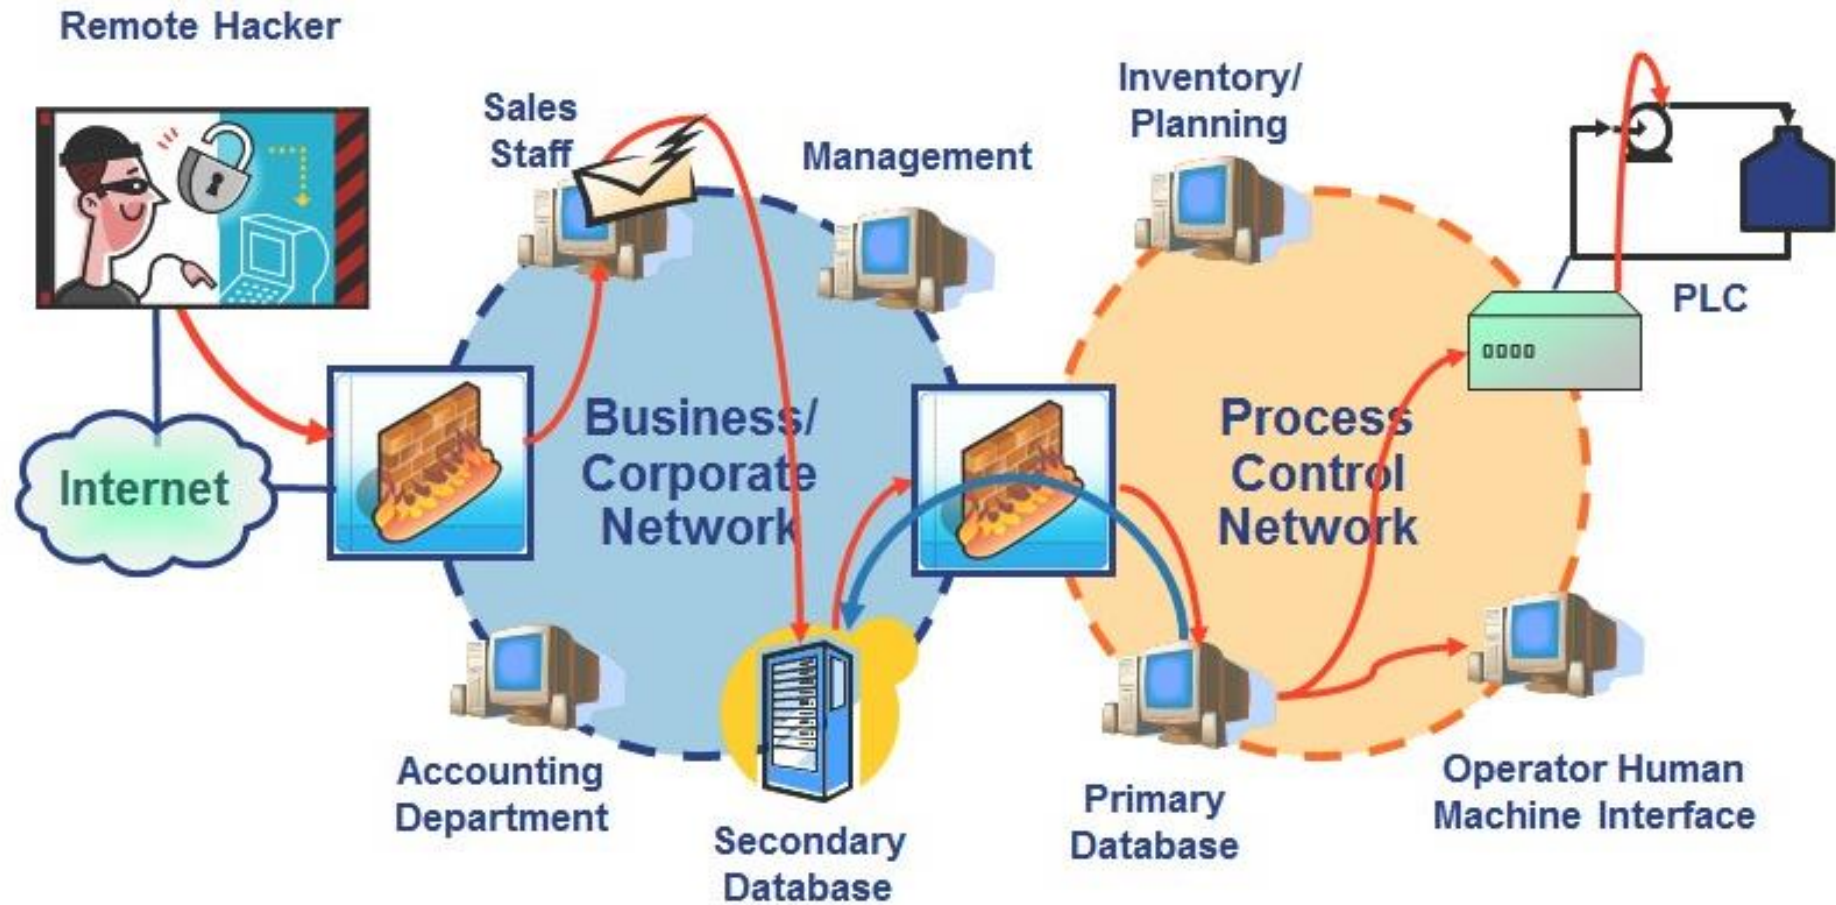 Remote Hacker
Sales
Staff
Management
Inventory/
Planning
PLC
Internet
Business/
Corporate
Network
Process
Control
Network
Accounting
Department
Secondary
Database
Primary
Database
Operator Human
Machine Interface